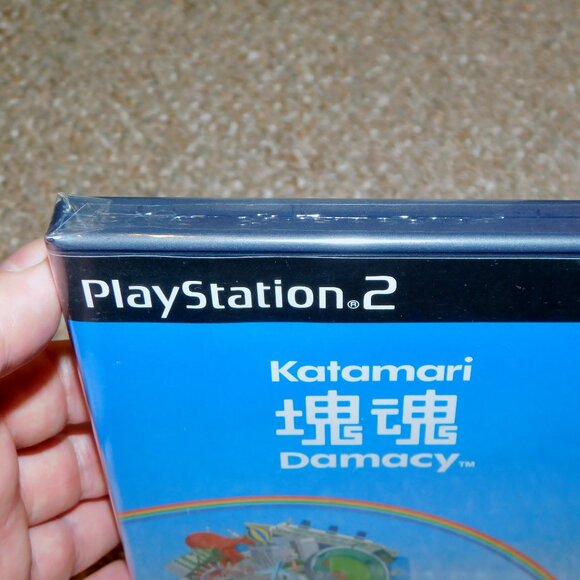 PlayStation®2
Katamari
塊魂
Damacy™